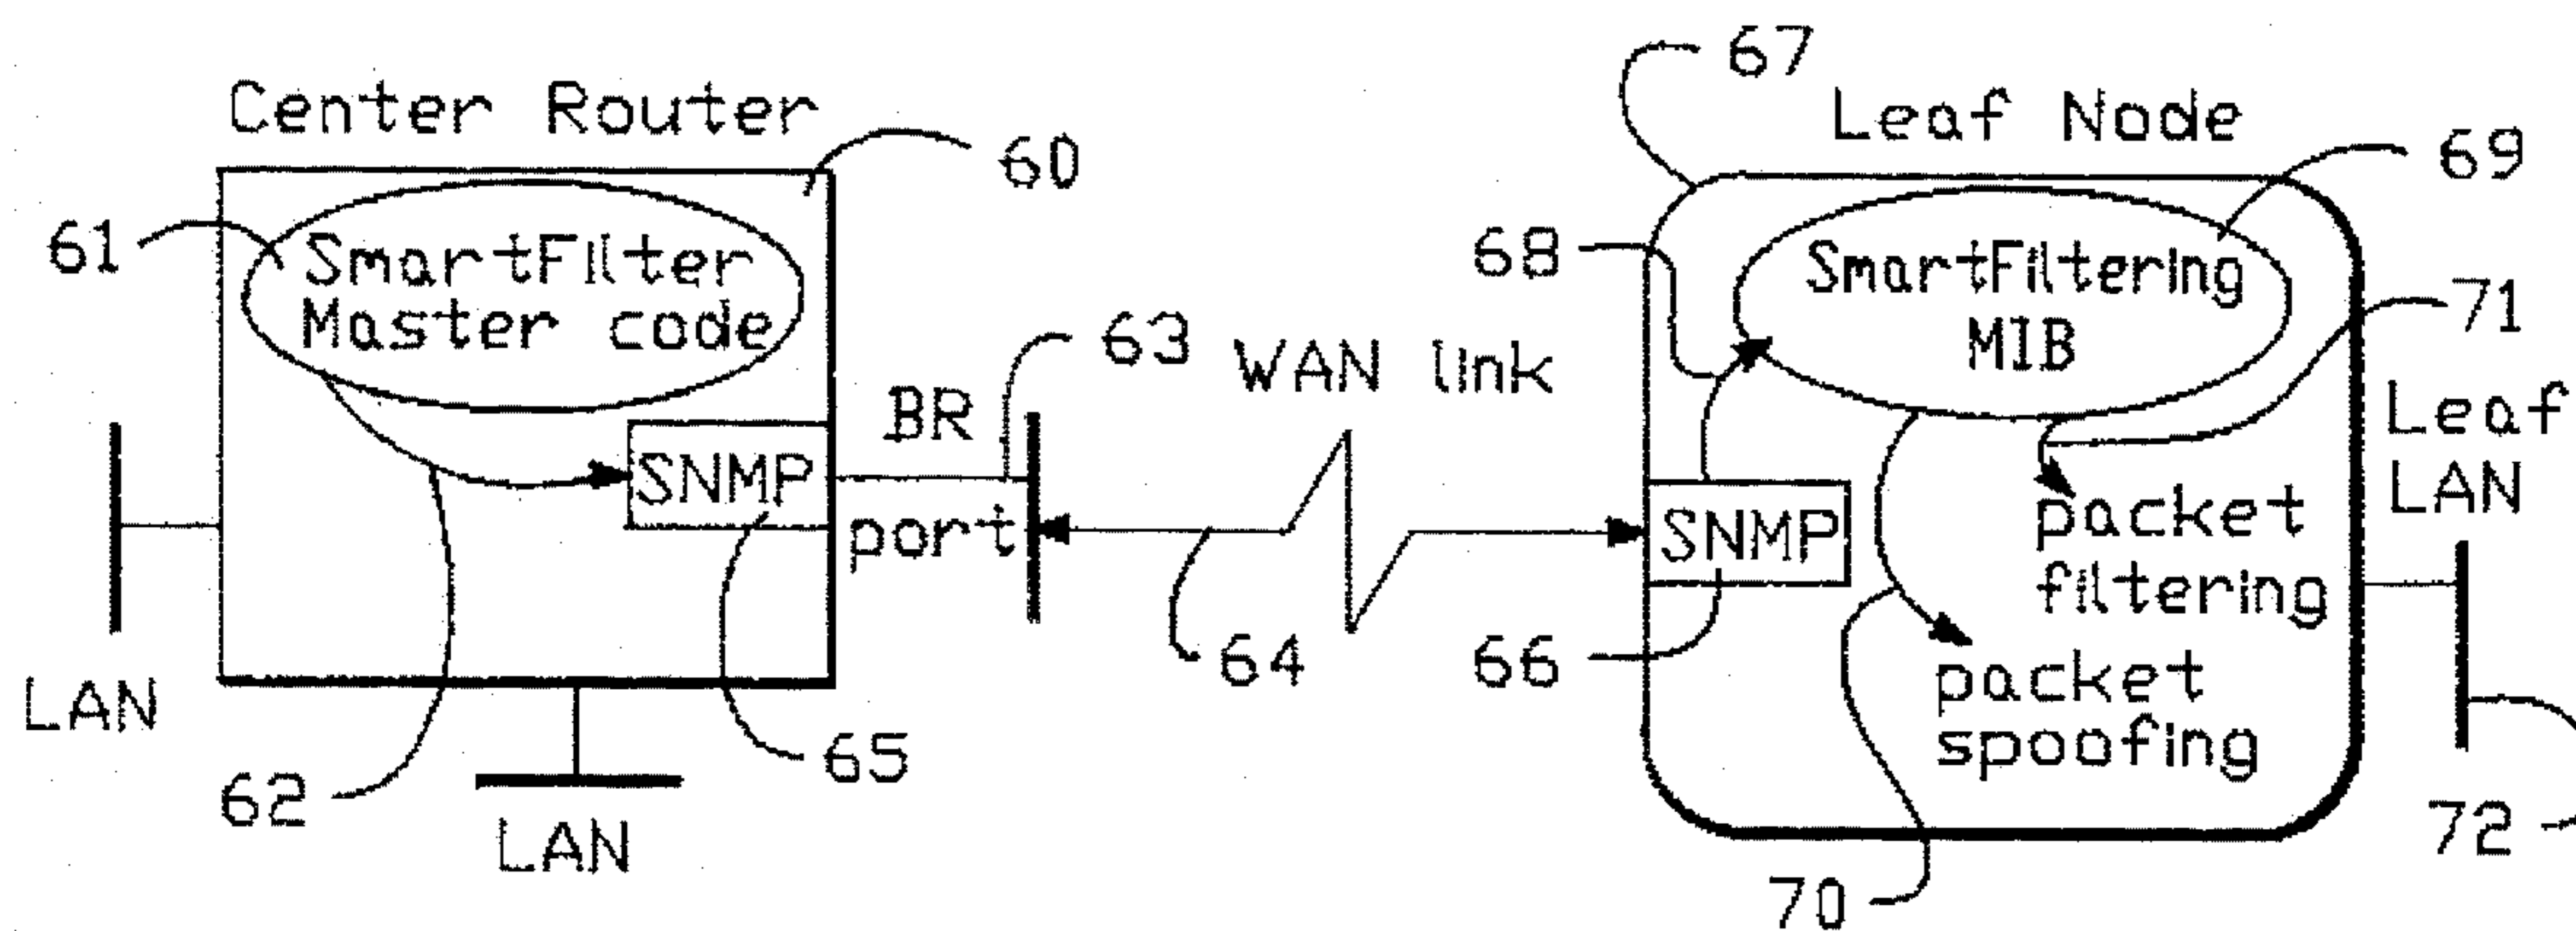 Center Router
60
61
SmartFilter
Master code
62
SNMP
65
LAN
LAN
BR
port
63
WAN link
64
67
Leaf Node
69
68
SmartFiltering
MIB
71
SNMP
66
packet
filtering
packet
spoofing
70
Leaf
LAN
72